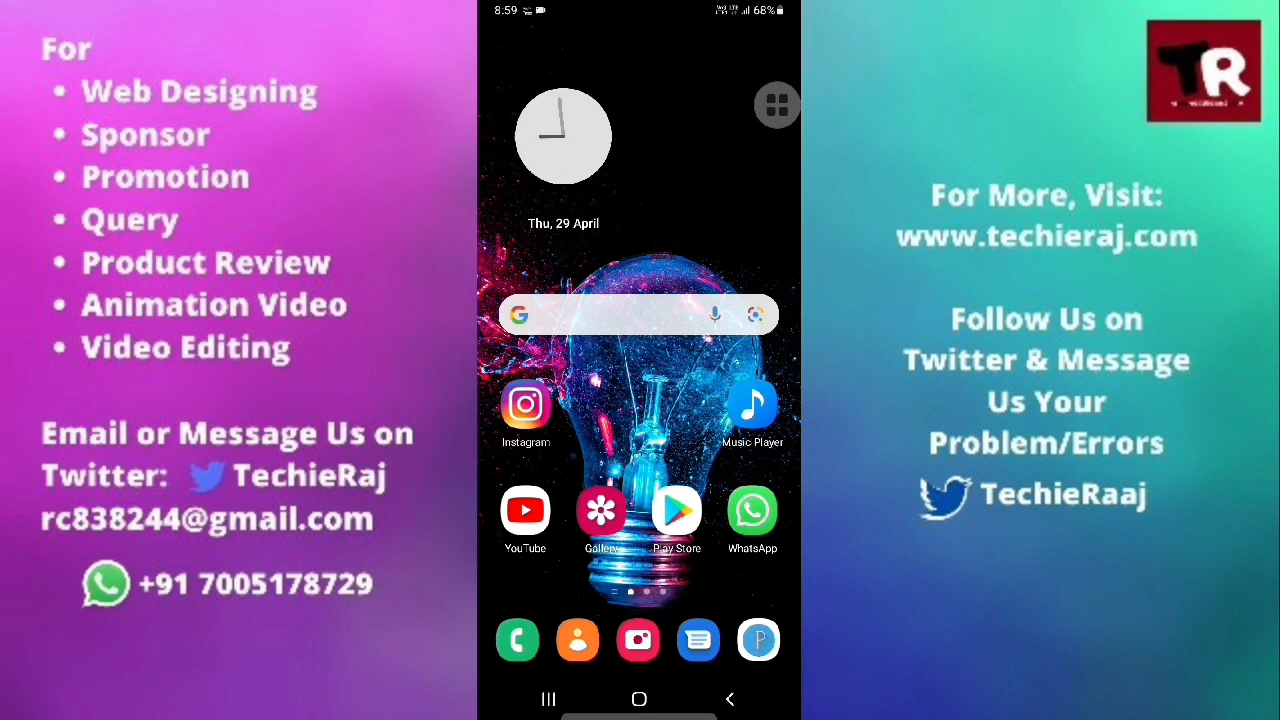 For
• Web Designing
• Sponsor
• Promotion
• Query
• Product Review
• Animation Video
• Video Editing
Email or Message Us on
Twitter: TechieRaj
rc838244@gmail.com
+91 7005178729
8:59
68%
Thu, 29 April
Instagram
Music Player
YouTube
Gallery
Play Store
WhatsApp
TR
For More, Visit:
www.techieraj.com
Follow Us on
Twitter & Message
Us Your
Problem/Errors
TechieRaaj